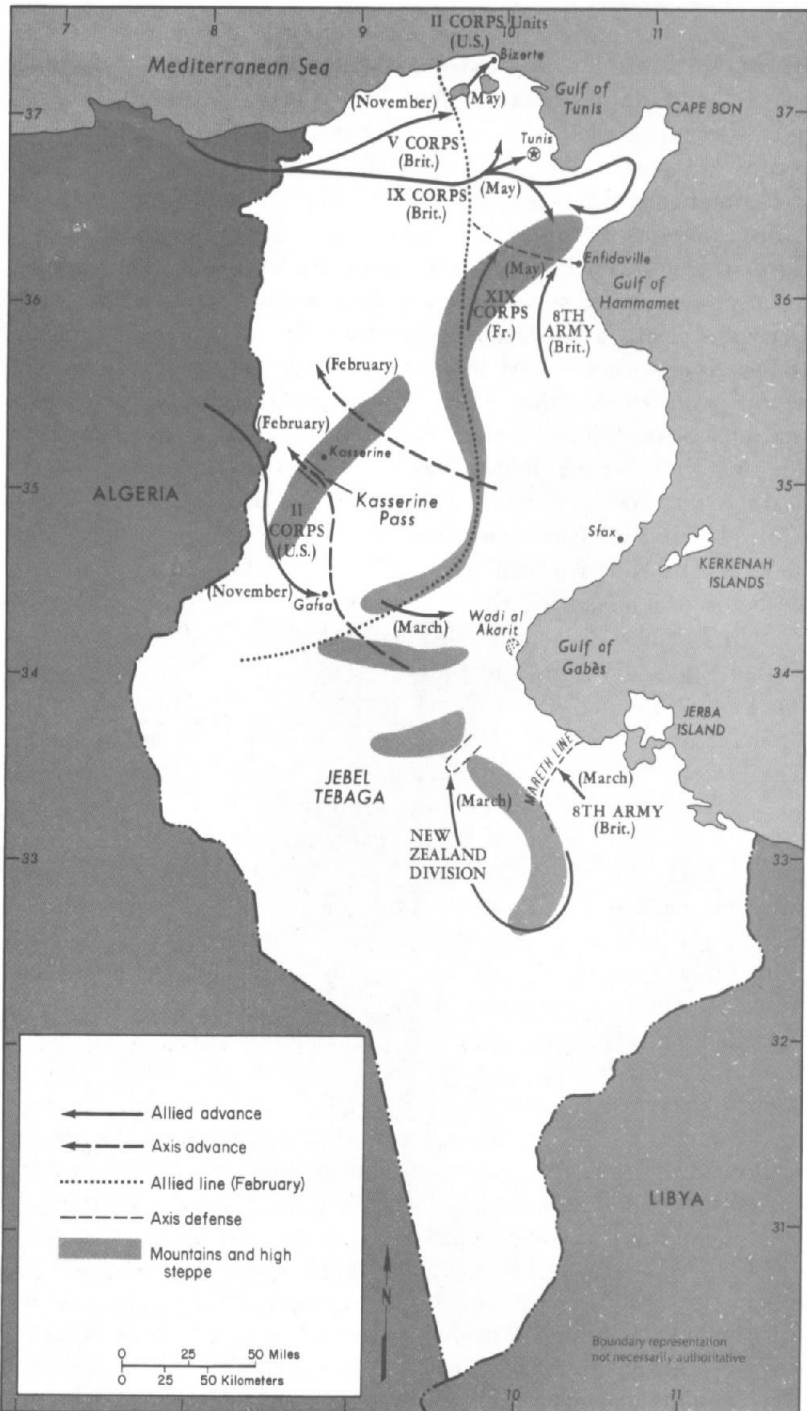 7
8
9
II CORPS Units
(U.S.)
11
Bizerte
Mediterranean Sea
Gulf of
Tunis
37
37
(November)
(May)
CAPE BON
V CORPS
(Brit.)
Tunis
IX CORPS
(Brit.)
(May)
(May)
Enfidaville
36
36
Gulf of
Hammamet
XIX
CORPS
(Fr.)
8TH
ARMY
(Brit.)
(February)
(February)
Kasserine
35
35
ALGERIA
Kasserine
Pass
II
CORPS
(U.S.)
Sfax
KERKENAH
ISLANDS
(November)
Gafsa
(March)
Wadi al
Akarit
34
34
Gulf of
Gabès
JERBA
ISLAND
MARETH LINE
JEBEL
TEBAGA
(March)
(March)
8TH ARMY
(Brit.)
NEW
ZEALAND
DIVISION
33
33
32
Allied advance
Axis advance
Allied line (February)
Axis defense
Mountains and high
steppe
LIBYA
31
N
0 25 50 Miles
0 25 50 Kilometers
Boundary representation
not necessarily authoritative
10
11